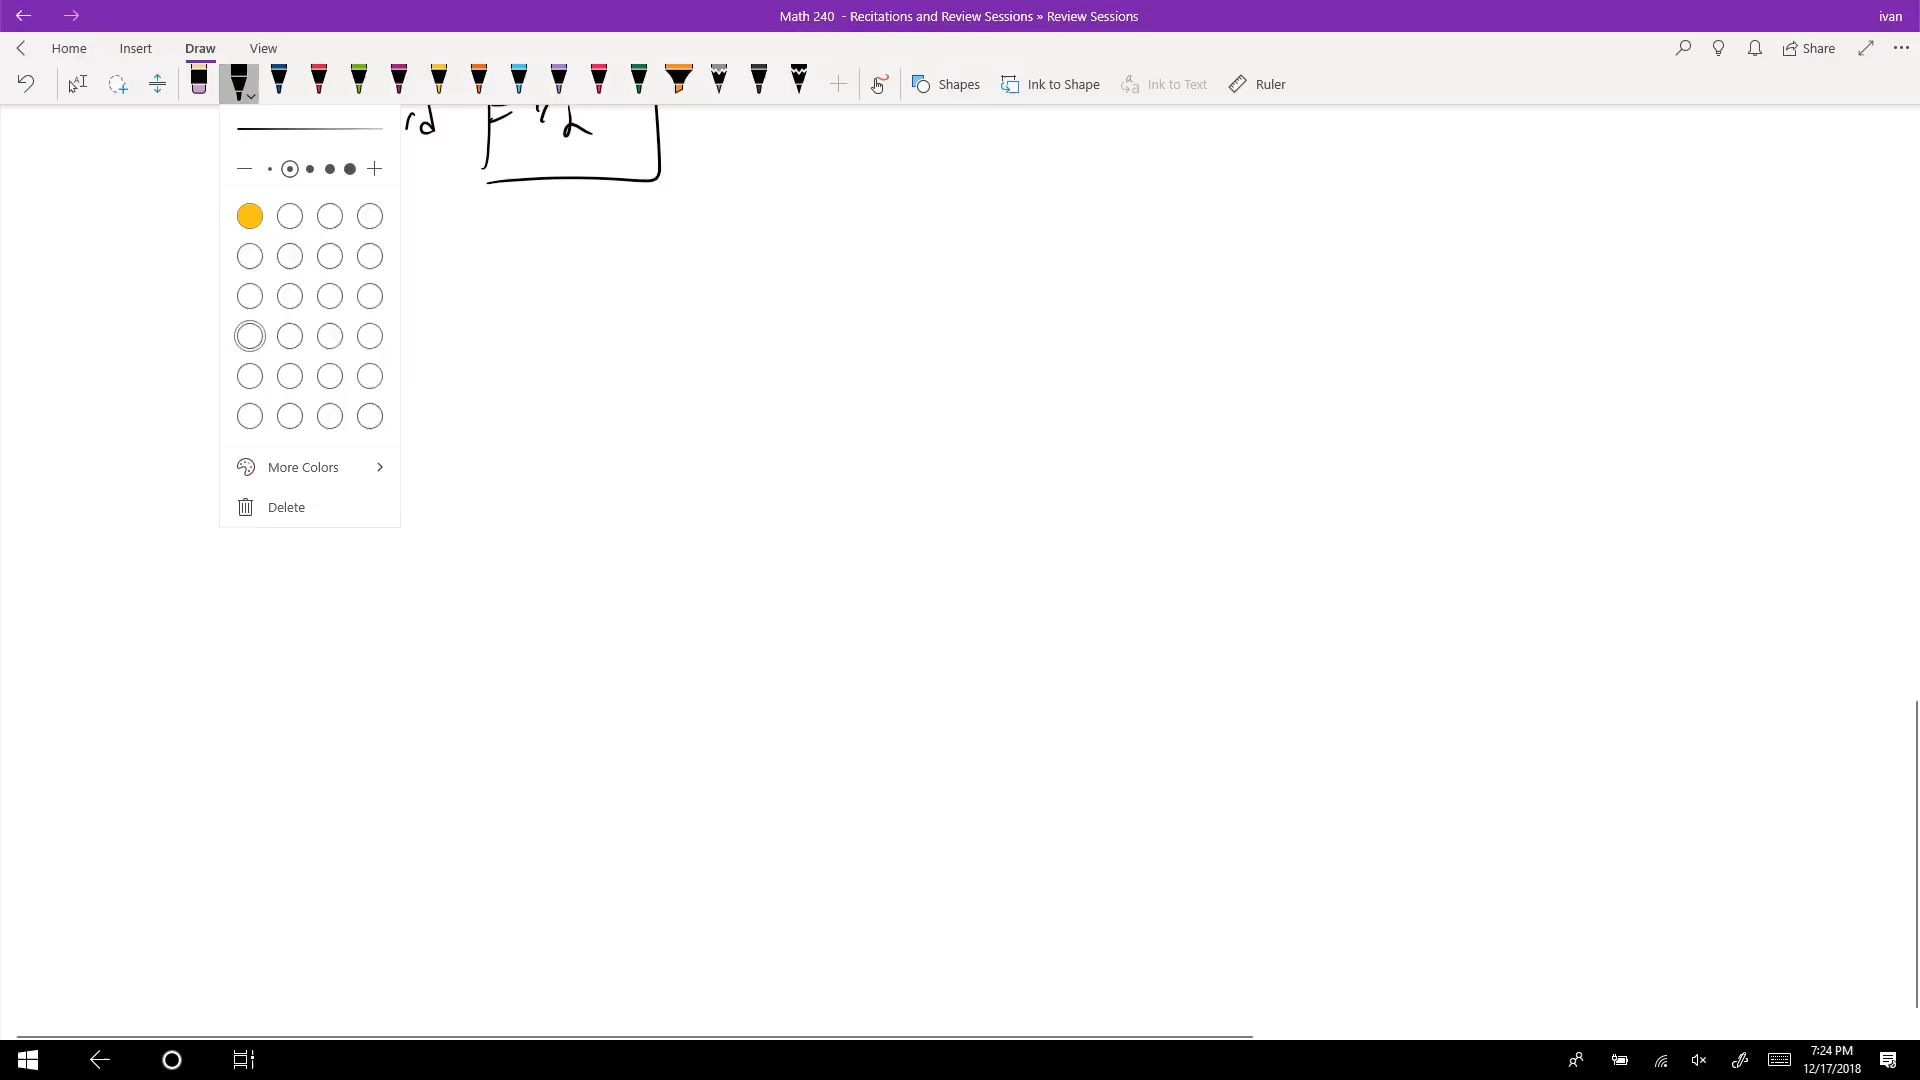 Math 240 - Recitations and Review Sessions » Review Sessions
ivan
Home Insert Draw View
Share
Shapes Ink to Shape Ink to Text Ruler
rd
More Colors
Delete
7:24 PM
12/17/2018